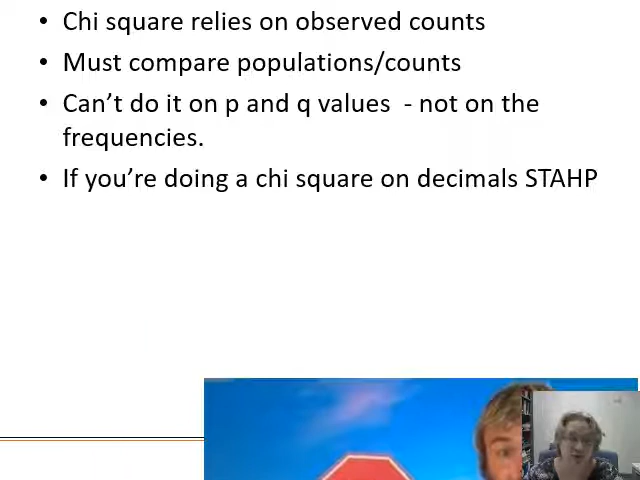 • Chi square relies on observed counts
• Must compare populations/counts
• Can’t do it on p and q values - not on the
frequencies.
• If you’re doing a chi square on decimals STAHP